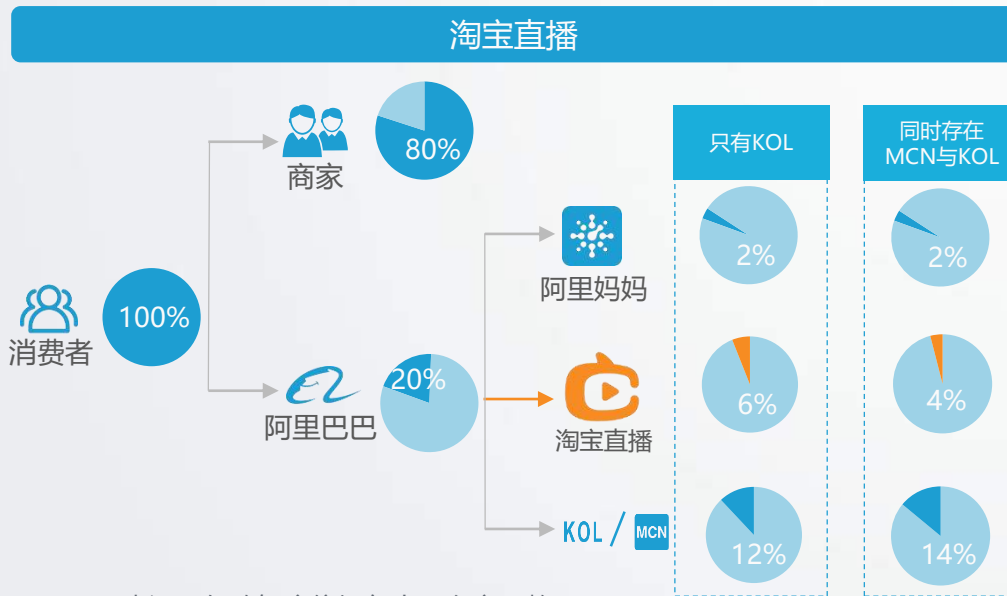 淘宝直播
80%
商家
只有KOL
同时存在
MCN与KOL
2%
2%
阿里妈妈
消费者
100%
阿里巴巴
20%
淘宝直播
6%
4%
KOL / MCN
12%
14%